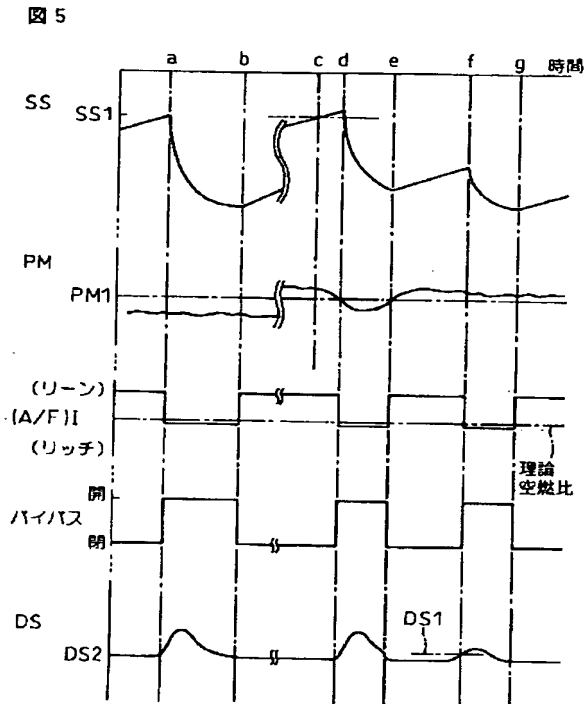 図 5
a b c d e f g 時間
SS SS1
PM
PM1
(リーン)
(A/F)I
(リッチ)
理論
空燃比
開
バイパス
閉
DS DS1
DS2